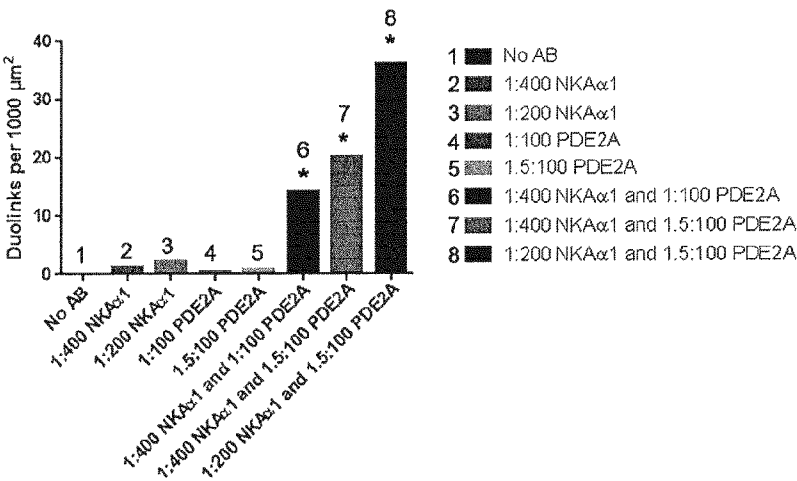 Duolinks per 1000 μm²
40
30
20
10
0
1
2
3
4
5
6
*
7
*
8
*
No AB
1:400 NKAα1
1:200 NKAα1
1:100 PDE2A
1.5:100 PDE2A
1:400 NKAα1 and 1:100 PDE2A
1:400 NKAα1 and 1.5:100 PDE2A
1:200 NKAα1 and 1.5:100 PDE2A
1 No AB
2 1:400 NKAα1
3 1:200 NKAα1
4 1:100 PDE2A
5 1.5:100 PDE2A
6 1:400 NKAα1 and 1:100 PDE2A
7 1:400 NKAα1 and 1.5:100 PDE2A
8 1:200 NKAα1 and 1.5:100 PDE2A